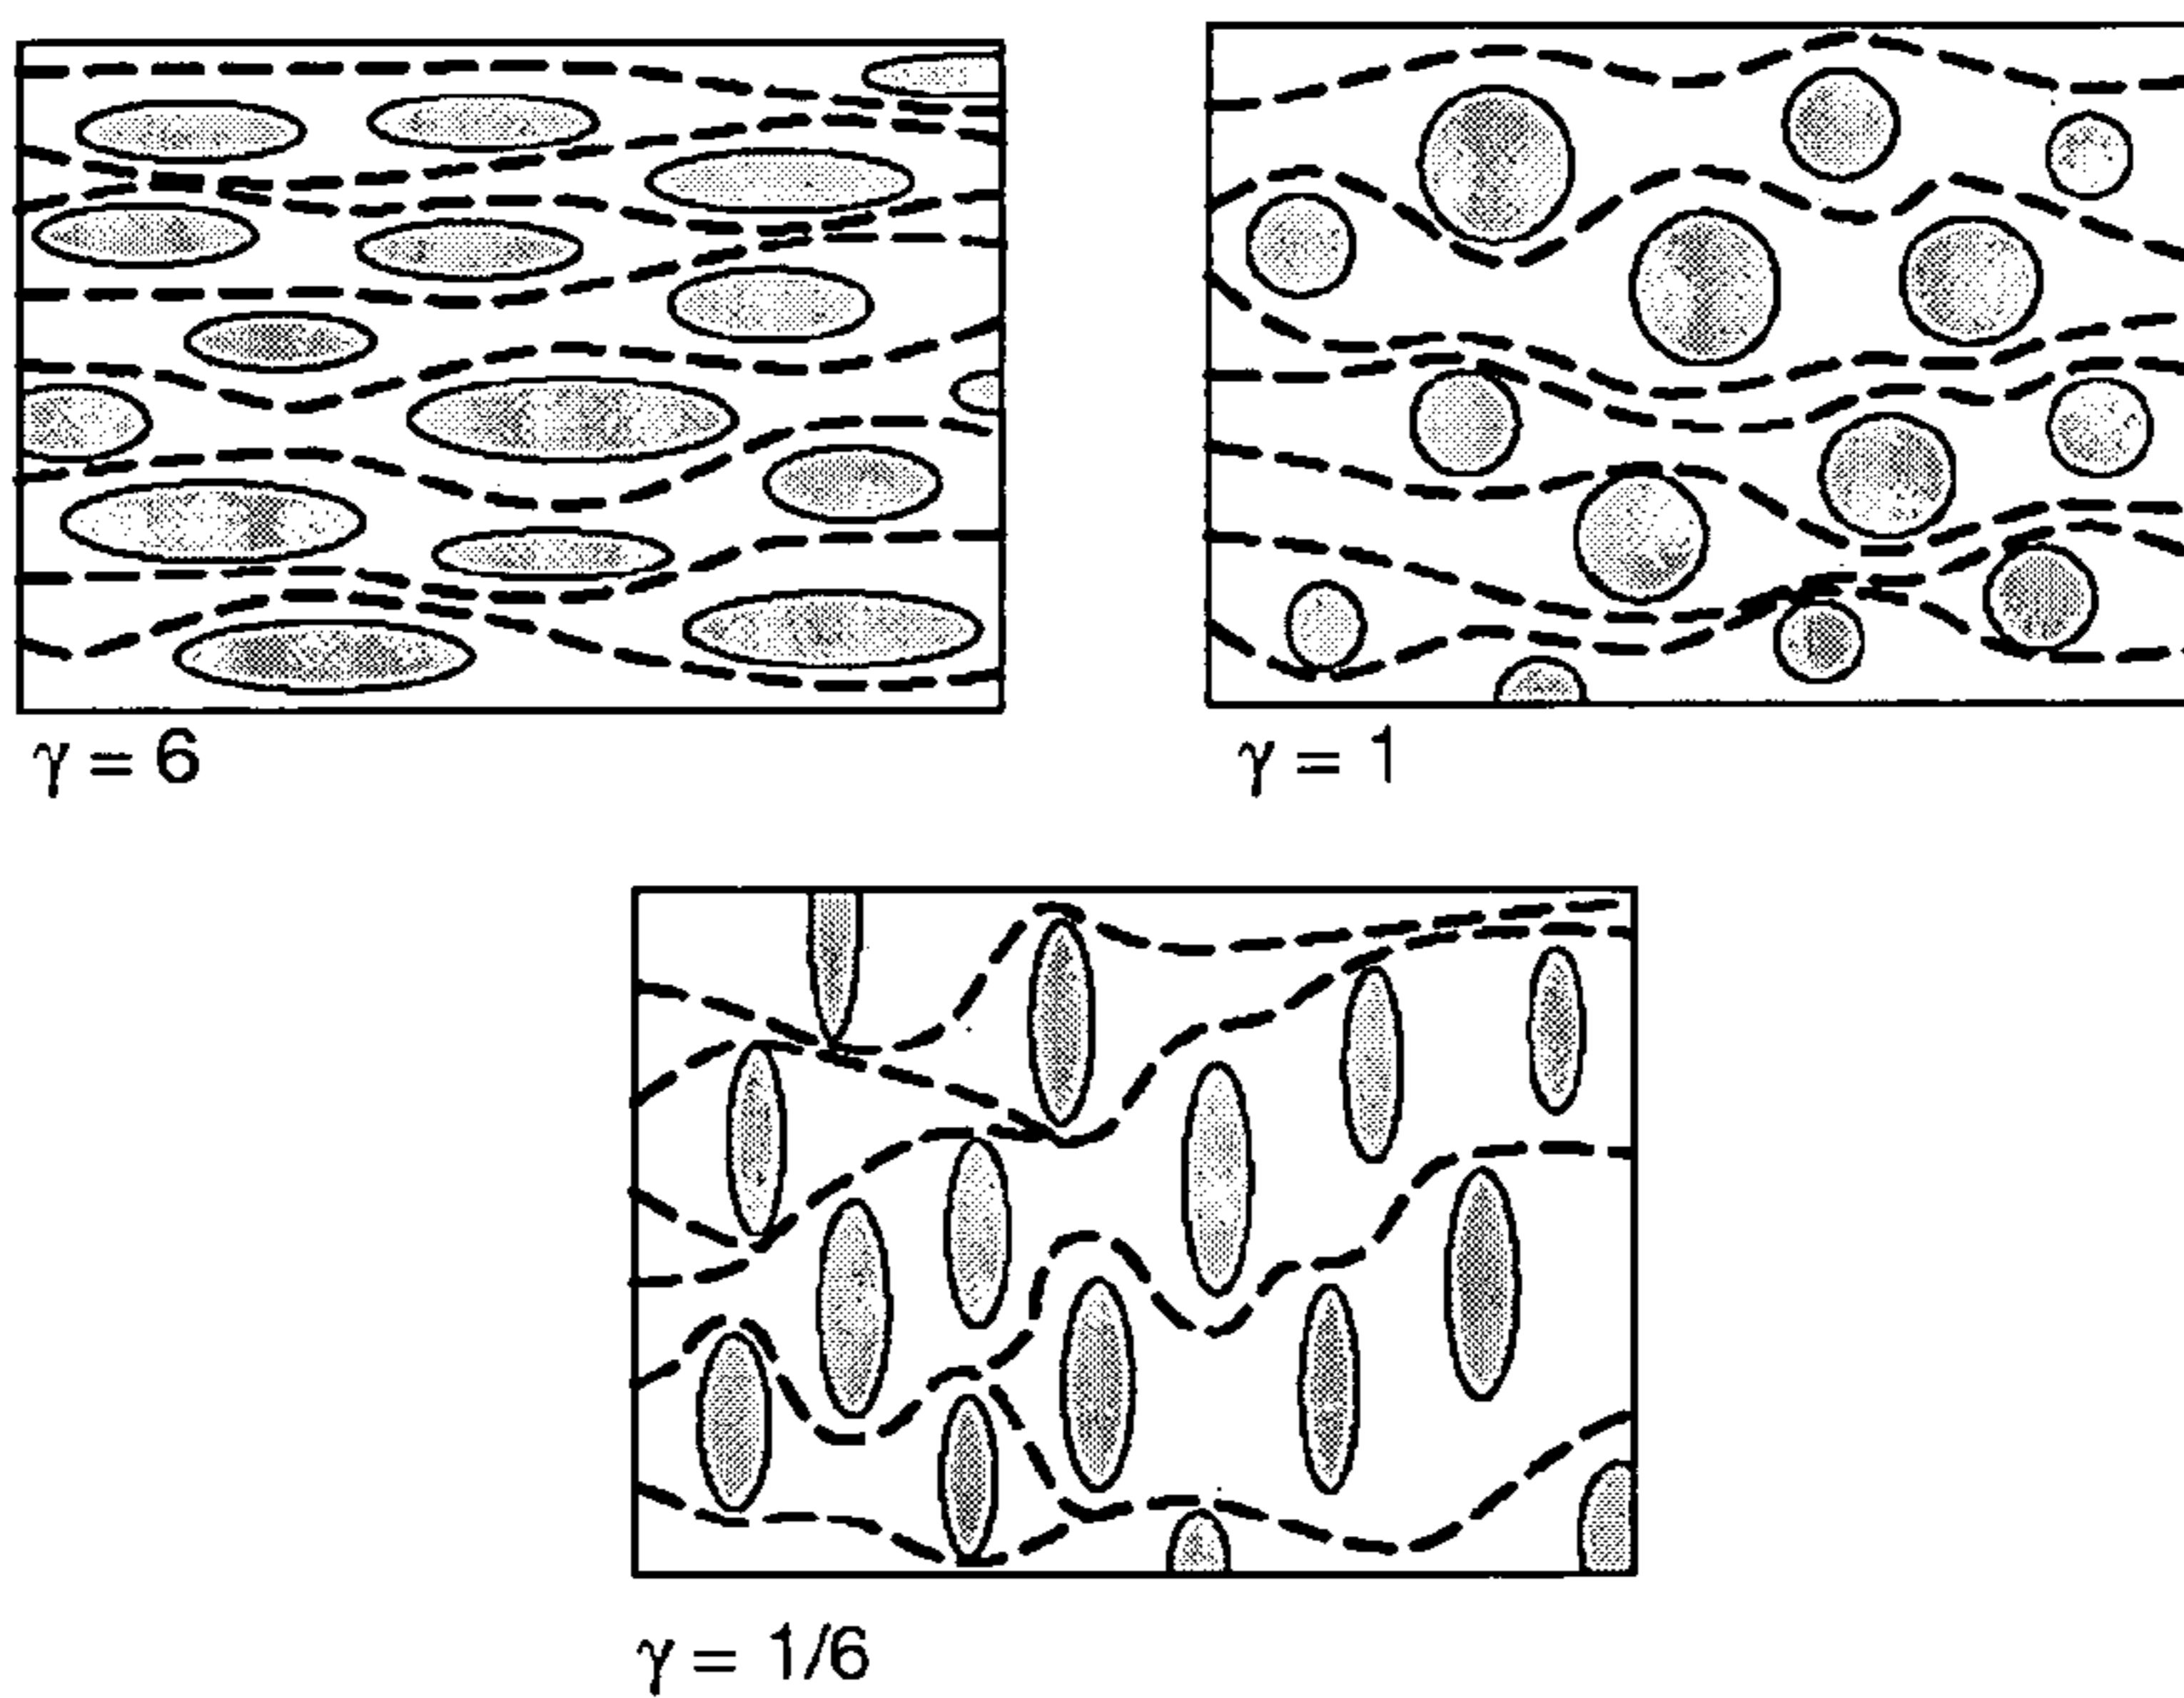 γ = 6
γ = 1
γ = 1/6